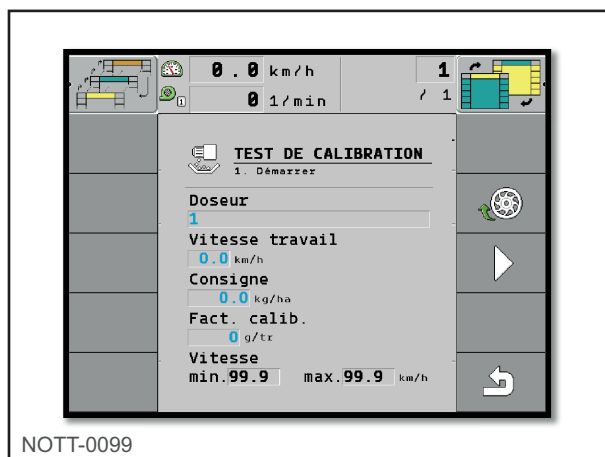 0.0 km/h 1
1 0 1/min / 1
TEST DE CALIBRATION
1. Démarrer
Doseur
1
Vitesse travail
0.0 km/h
Consigne
0.0 kg/ha
Fact. calib.
0 g/tr
Vitesse
min. 99.9 max. 99.9 km/h
NOTT-0099